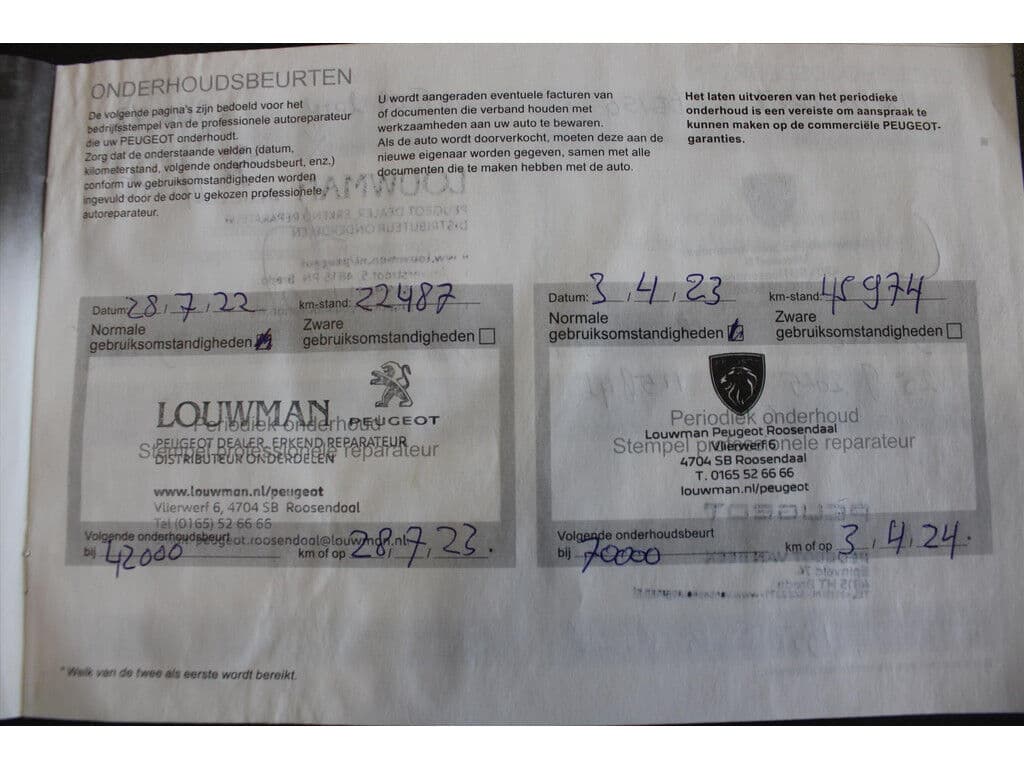 ONDERHOUDSBEURTEN
De volgende pagina's zijn bedoeld voor het
bedrijfsstempel van de professionele autoreparateur
die uw PEUGEOT onderhoudt.
Zorg dat de onderstaande velden (datum,
kilometerstand, volgende onderhoudsbeurt, enz.)
conform uw gebruiksomstandigheden worden
ingevuld door de door u gekozen professionele
autoreparateur.
U wordt aangeraden eventuele facturen van
of documenten die verband houden met
werkzaamheden aan uw auto te bewaren.
Als de auto wordt doorverkocht, moeten deze aan de
nieuwe eigenaar worden gegeven, samen met alle
documenten die te maken hebben met de auto.
Het laten uitvoeren van het periodieke
onderhoud is een vereiste om aanspraak te
kunnen maken op de commerciële PEUGEOT-
garanties.
Datum: 28, 7, 22 km-stand: 22487
Normale
gebruiksomstandigheden
Zware
gebruiksomstandigheden
LOUWMAN PEUGEOT
Periodiek onderhoud
PEUGEOT DEALER, ERKEND REPARATEUR
Stempel professionele reparateur
DISTRIBUTEUR ONDERDELEN
www.louwman.nl/peugeot
Vlierwerf 6, 4704 SB Roosendaal
Tel (0165) 52 66 66
peugeot.roosendaal@louwman.nl
Volgende onderhoudsbeurt
bij 42000 km of op 28, 7, 23.
Datum: 3, 4, 23 km-stand: 45974
Normale
gebruiksomstandigheden
Zware
gebruiksomstandigheden
Periodiek onderhoud
Louwman Peugeot Roosendaal
Stempel professionele reparateur
Vlierwerf 6
4704 SB Roosendaal
T. 0165 52 66 66
louwman.nl/peugeot
Volgende onderhoudsbeurt
bij 70000 km of op 3, 4, 24.
* Welk van de twee als eerste wordt bereikt.